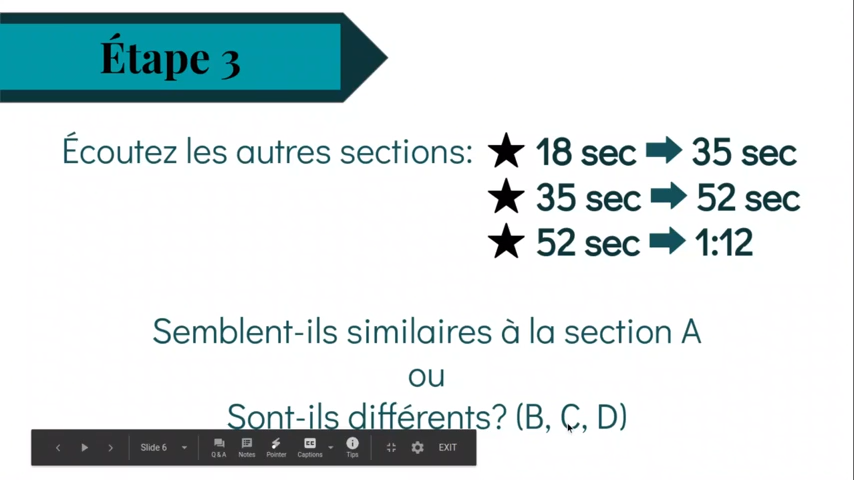 Étape 3
Écoutez les autres sections: ★ 18 sec ➡ 35 sec
★ 35 sec ➡ 52 sec
★ 52 sec ➡ 1:12
Semblent-ils similaires à la section A
ou
Sont-ils différents? (B, C, D)
Slide 6 Q & A Notes Pointer Captions Tips EXIT